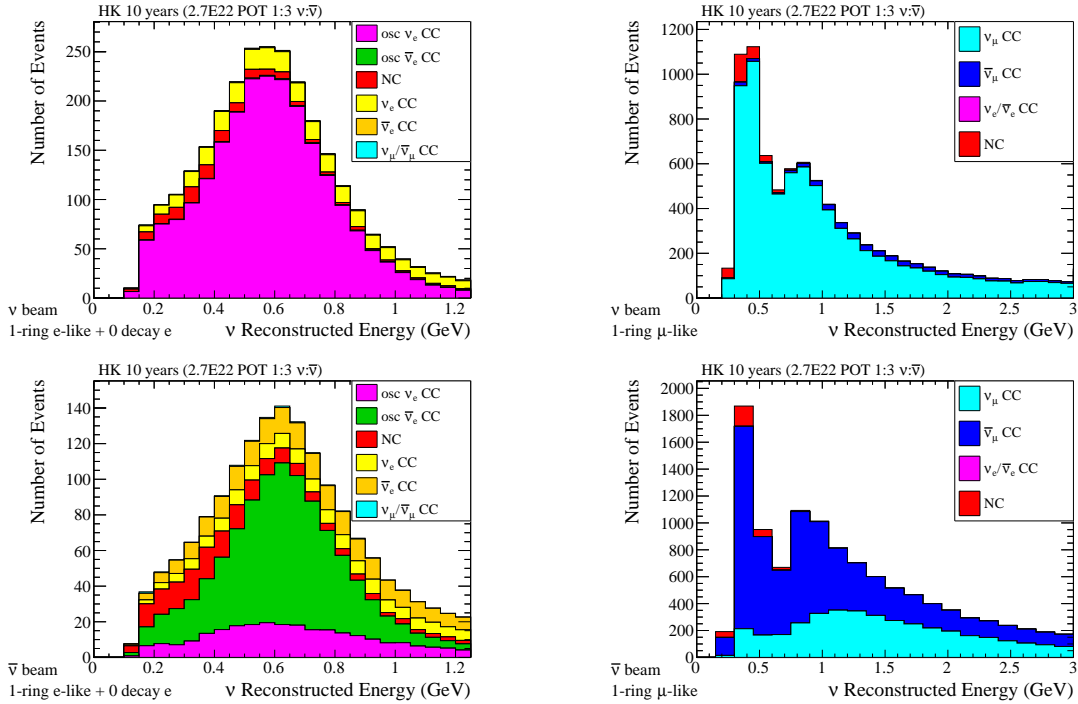 HK 10 years (2.7E22 POT 1:3 ν:ν̅)
Number of Events
250
200
150
100
50
0
osc νₑ CC
osc ν̅ₑ CC
NC
νₑ CC
ν̅ₑ CC
ν_μ/ν̅_μ CC
0 0.2 0.4 0.6 0.8 1 1.2
ν beam
1-ring e-like + 0 decay e
ν Reconstructed Energy (GeV)
HK 10 years (2.7E22 POT 1:3 ν:ν̅)
Number of Events
1200
1000
800
600
400
200
0
ν_μ CC
ν̅_μ CC
νₑ/ν̅ₑ CC
NC
0 0.5 1 1.5 2 2.5 3
ν beam
1-ring μ-like
ν Reconstructed Energy (GeV)
HK 10 years (2.7E22 POT 1:3 ν:ν̅)
Number of Events
140
120
100
80
60
40
20
0
osc νₑ CC
osc ν̅ₑ CC
NC
νₑ CC
ν̅ₑ CC
ν_μ/ν̅_μ CC
0 0.2 0.4 0.6 0.8 1 1.2
ν̅ beam
1-ring e-like + 0 decay e
ν Reconstructed Energy (GeV)
HK 10 years (2.7E22 POT 1:3 ν:ν̅)
Number of Events
2000
1800
1600
1400
1200
1000
800
600
400
200
0
ν_μ CC
ν̅_μ CC
νₑ/ν̅ₑ CC
NC
0 0.5 1 1.5 2 2.5 3
ν̅ beam
1-ring μ-like
ν Reconstructed Energy (GeV)